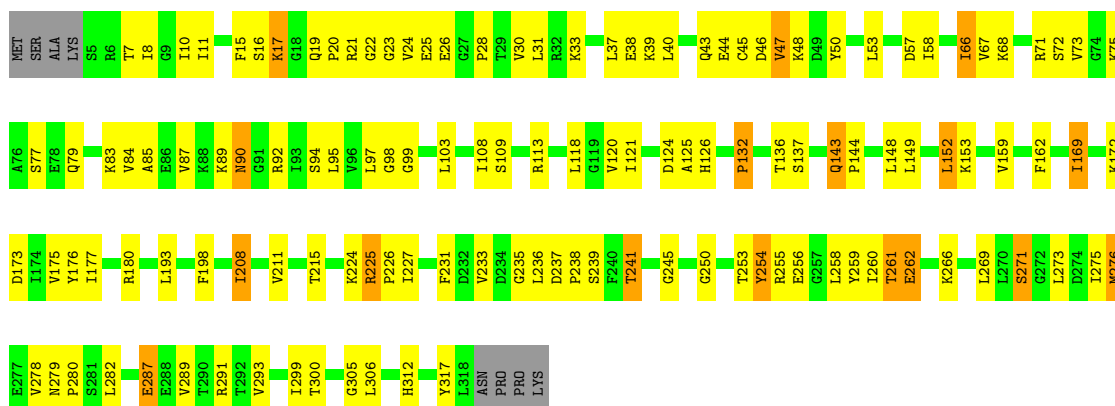 MET SER ALA LYS S5 R6 T7 I8 G9 I10 I11 F15 S16 K17 G18 Q19 P20 R21 G22 G23 V24 E25 E26 G27 P28 T29 V30 L31 R32 K33 L37 E38 K39 L40 Q43 E44 C45 D46 V47 K48 D49 Y50 L53 D57 I58 I66 V67 K68 R71 S72 V73 G74 K75
A76 S77 E78 Q79 K83 V84 A85 E86 V87 K88 K89 N90 G91 R92 I93 S94 L95 V96 L97 G98 G99 L103 I108 S109 R113 L118 G119 V120 I121 D124 A125 H126 P132 T136 S137 Q143 P144 L148 L149 L152 K153 V159 F162 I169 K172
D173 I174 V175 Y176 I177 R180 L193 F198 I208 V211 T215 K224 R225 P226 I227 F231 D232 V233 D234 G235 L236 D237 P238 S239 F240 T241 G245 G250 T253 Y254 R255 E256 G257 L258 Y259 I260 T261 E262 K266 L269 L270 S271 G272 L273 D274 I275 M276
E277 V278 N279 P280 S281 L282 E287 E288 V289 T290 R291 T292 V293 I299 T300 G305 L306 H312 Y317 L318 ASN PRO PRO LYS